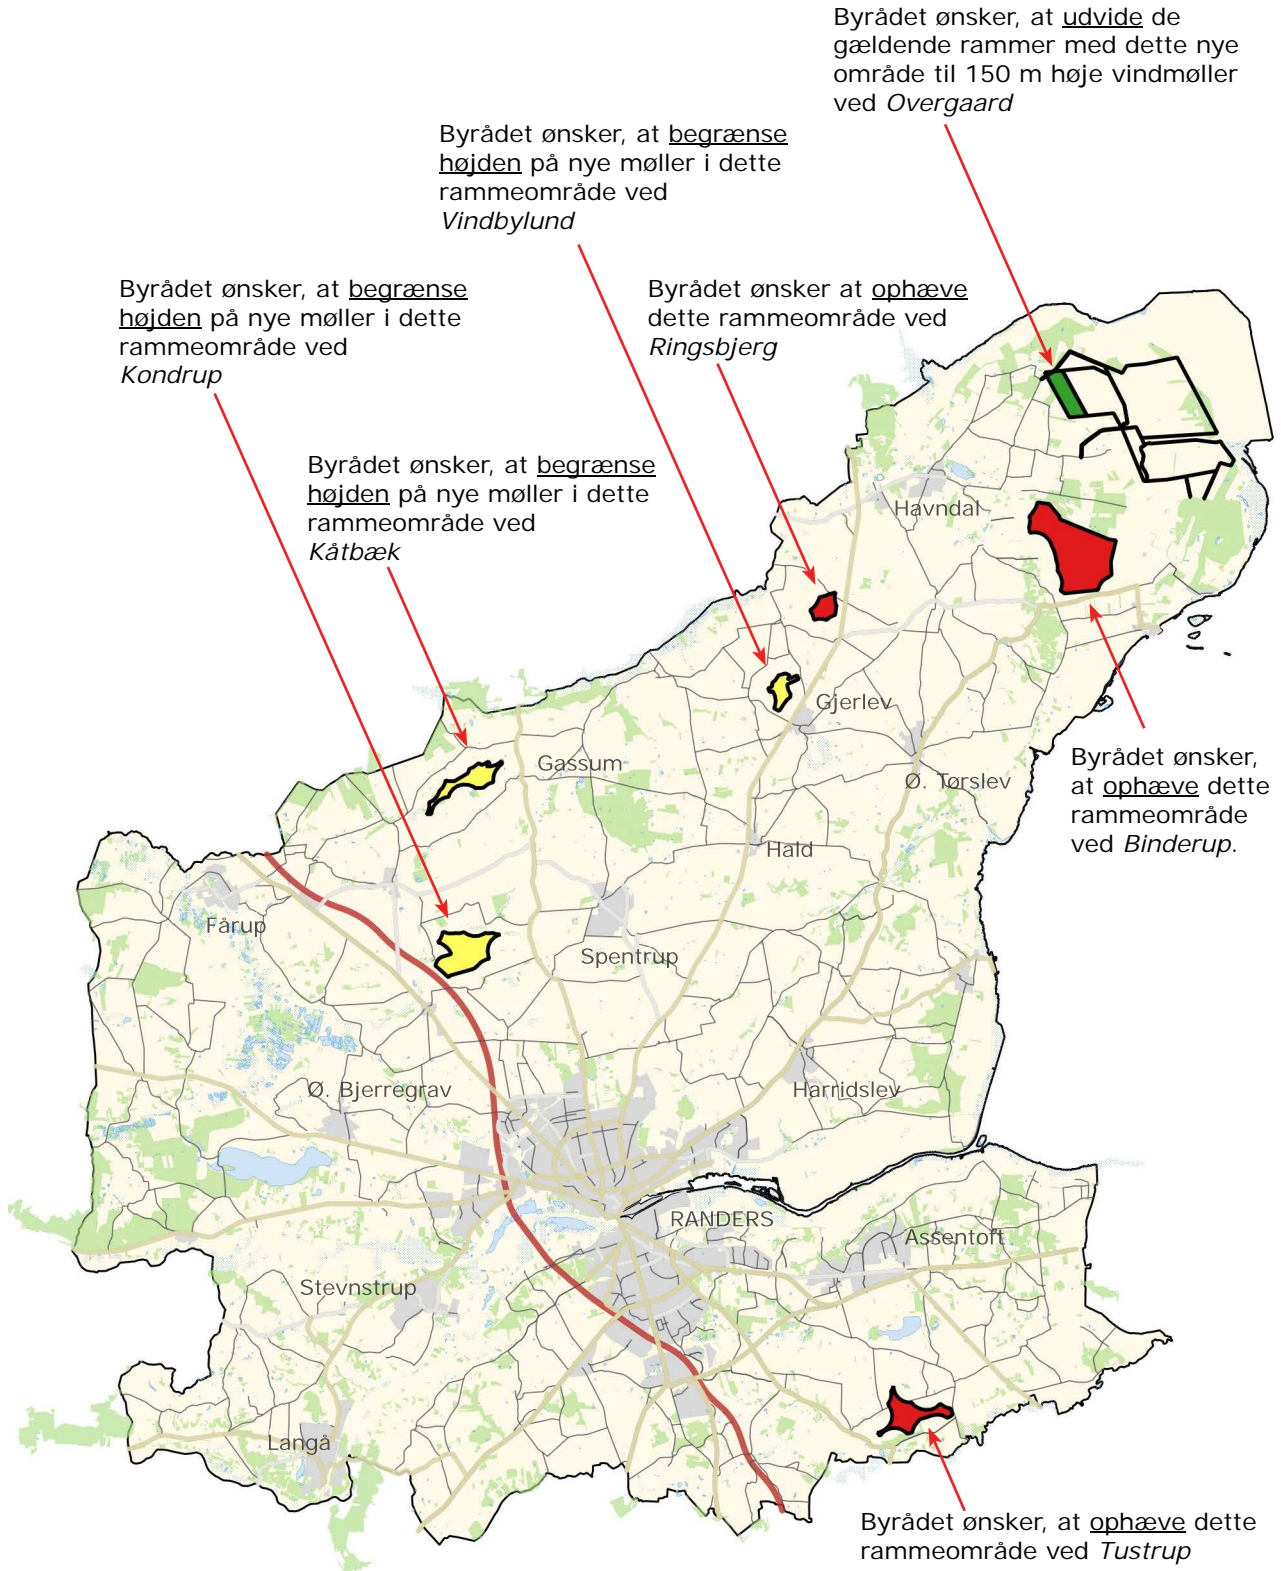 Byrådet ønsker, at udvide de
gældende rammer med dette nye
område til 150 m høje vindmøller
ved Overgaard
Byrådet ønsker, at begrænse
højden på nye møller i dette
rammeområde ved
Vindbylund
Byrådet ønsker, at begrænse
højden på nye møller i dette
rammeområde ved
Kondrup
Byrådet ønsker at ophæve
dette rammeområde ved
Ringsbjerg
Byrådet ønsker, at begrænse
højden på nye møller i dette
rammeområde ved
Kåtbæk
Havndal
Gjerlev
Gassum
Ø. Tørslev
Byrådet ønsker,
at ophæve dette
rammeområde
ved Binderup.
Hald
Fårup
Spentrup
Ø. Bjerregrav
Harridslev
RANDERS
Assentoft
Stevnstrup
Langå
Byrådet ønsker, at ophæve dette
rammeområde ved Tustrup